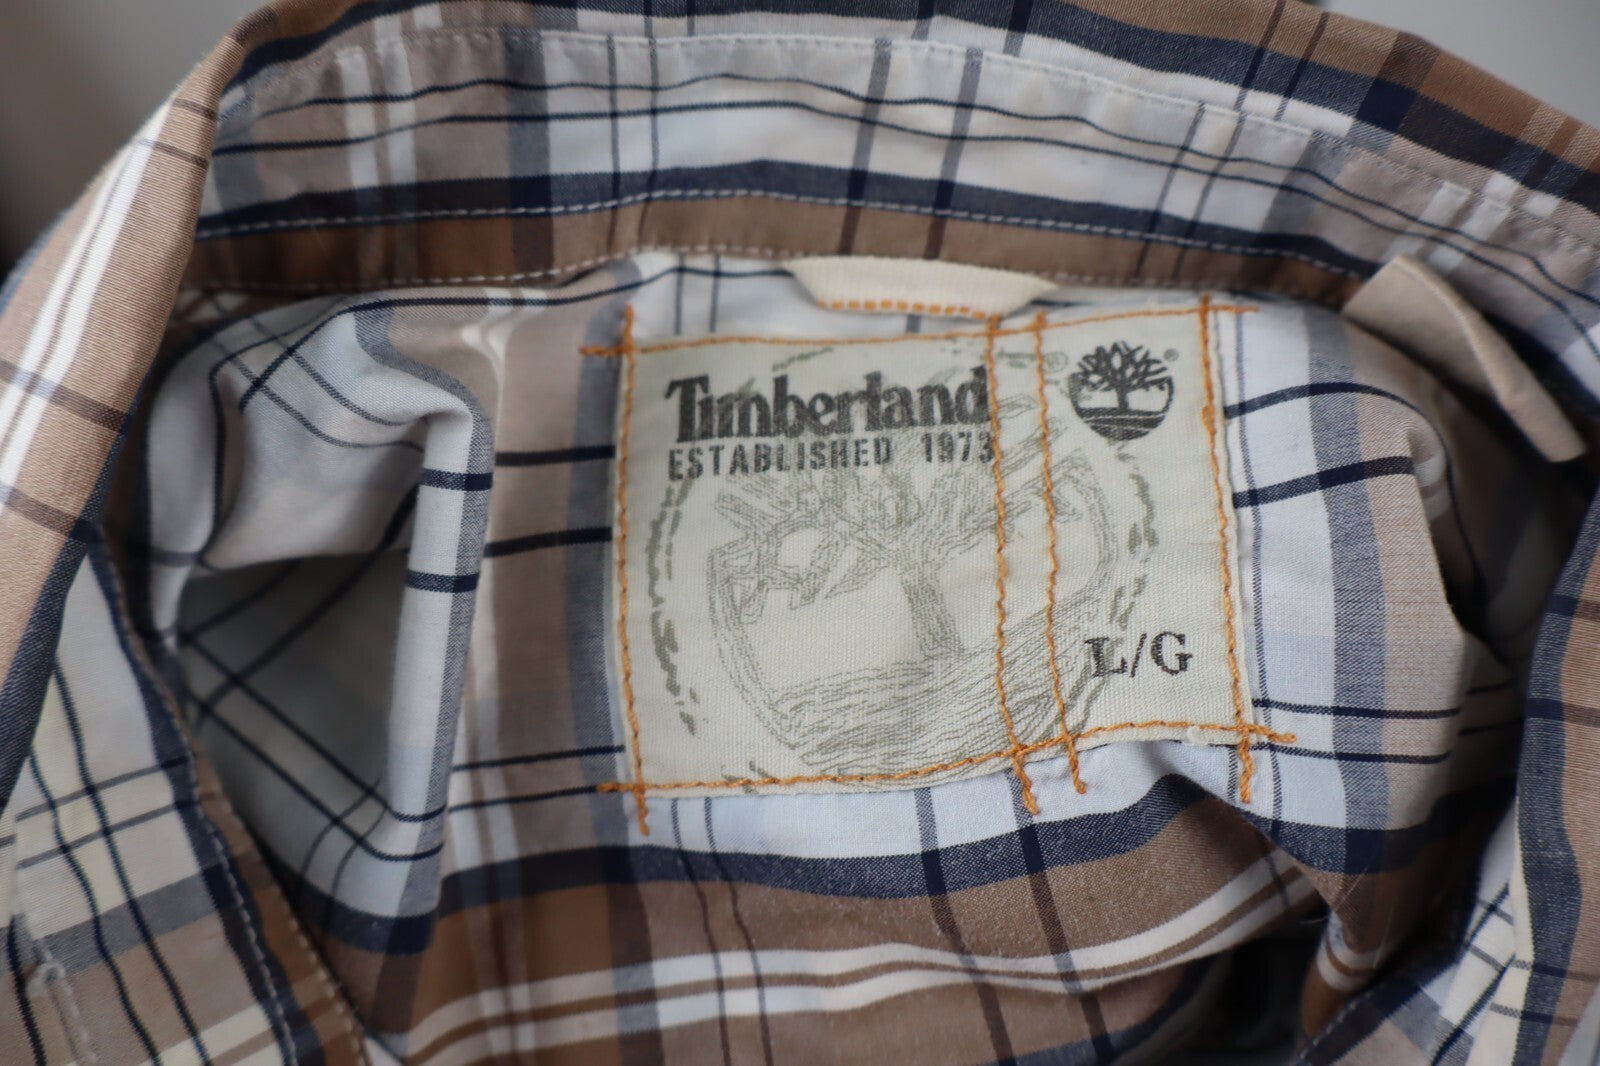 Timberland
®
ESTABLISHED 1973
L/G